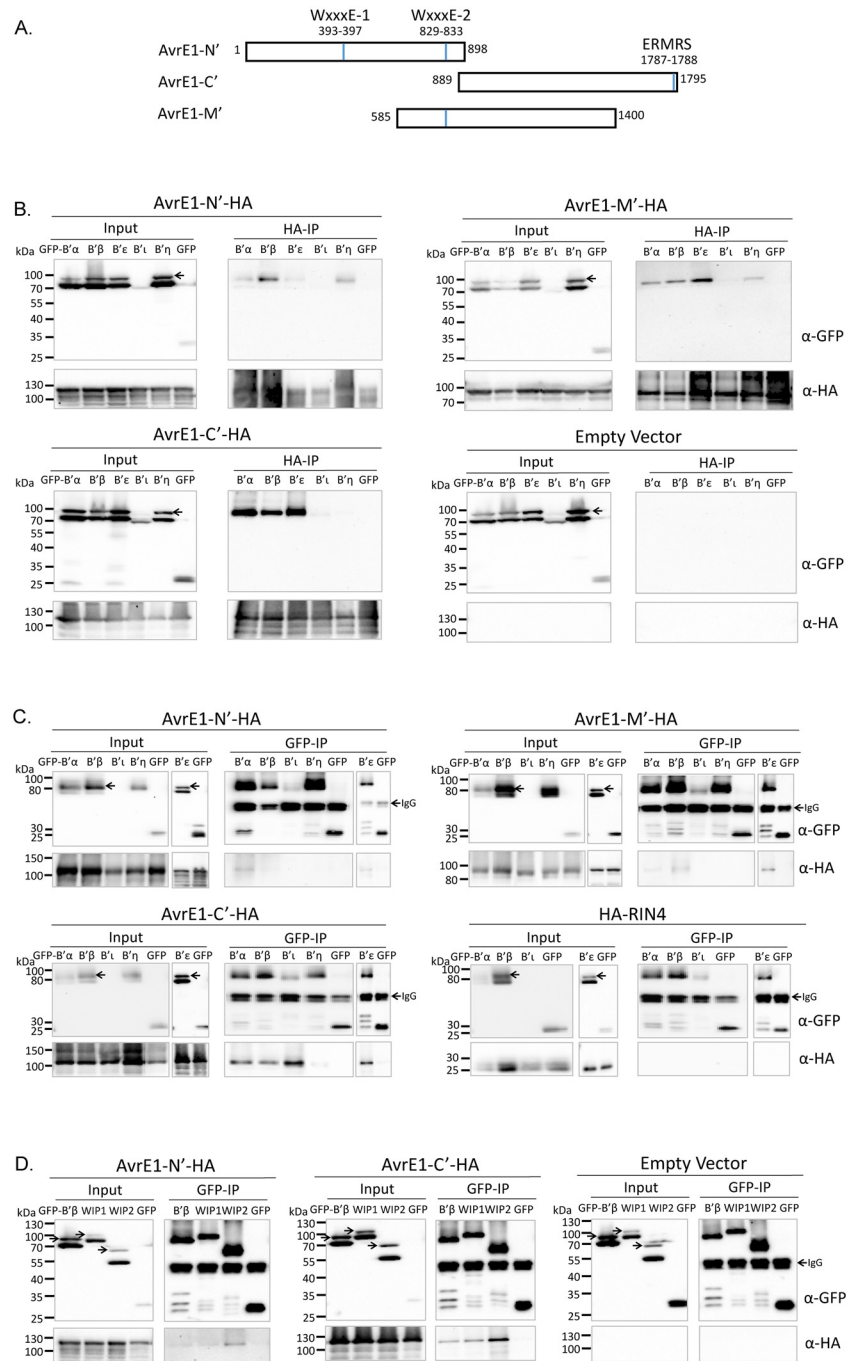 A.
WxxxE-1 WxxxE-2
393-397 829-833
ERMRS
1787-1788
AvrE1-N' 1 898
AvrE1-C' 889 1795
AvrE1-M' 585 1400
B.
AvrE1-N'-HA
Input HA-IP
kDa GFP-B'α B'β B'ε B'ι B'η GFP B'α B'β B'ε B'ι B'η GFP
100
70
55
40
35
25
130
100
AvrE1-M'-HA
Input HA-IP
kDa GFP-B'α B'β B'ε B'ι B'η GFP B'α B'β B'ε B'ι B'η GFP
100
70
55
40
35
25
α-GFP
100
70
α-HA
AvrE1-C'-HA
Input HA-IP
kDa GFP-B'α B'β B'ε B'ι B'η GFP B'α B'β B'ε B'ι B'η GFP
100
70
55
40
35
25
130
100
Empty Vector
Input HA-IP
kDa GFP-B'α B'β B'ε B'ι B'η GFP B'α B'β B'ε B'ι B'η GFP
100
70
55
40
35
25
α-GFP
130
100
α-HA
C.
AvrE1-N'-HA
Input GFP-IP
kDa GFP-B'α B'β B'ι B'η GFP B'ε GFP B'α B'β B'ι B'η GFP B'ε GFP
100
80
30
25
IgG
150
100
AvrE1-M'-HA
Input GFP-IP
kDa GFP-B'α B'β B'ι B'η GFP B'ε GFP B'α B'β B'ι B'η GFP B'ε GFP
100
80
30
25
IgG
α-GFP
100
80
α-HA
AvrE1-C'-HA
Input GFP-IP
kDa GFP-B'α B'β B'ι B'η GFP B'ε GFP B'α B'β B'ι B'η GFP B'ε GFP
100
80
30
25
IgG
150
100
HA-RIN4
Input GFP-IP
kDa GFP-B'α B'β B'ι GFP B'ε GFP B'α B'β B'ι GFP B'ε GFP
100
80
30
25
IgG
α-GFP
30
25
α-HA
D.
AvrE1-N'-HA
Input GFP-IP
kDa GFP-B'β WIP1 WIP2 GFP B'β WIP1 WIP2 GFP
130
100
70
55
40
35
25
130
100
AvrE1-C'-HA
Input GFP-IP
kDa GFP-B'β WIP1 WIP2 GFP B'β WIP1 WIP2 GFP
130
100
70
55
40
35
25
130
100
Empty Vector
Input GFP-IP
kDa GFP-B'β WIP1 WIP2 GFP B'β WIP1 WIP2 GFP
130
100
70
55
40
35
25
IgG
α-GFP
130
100
α-HA